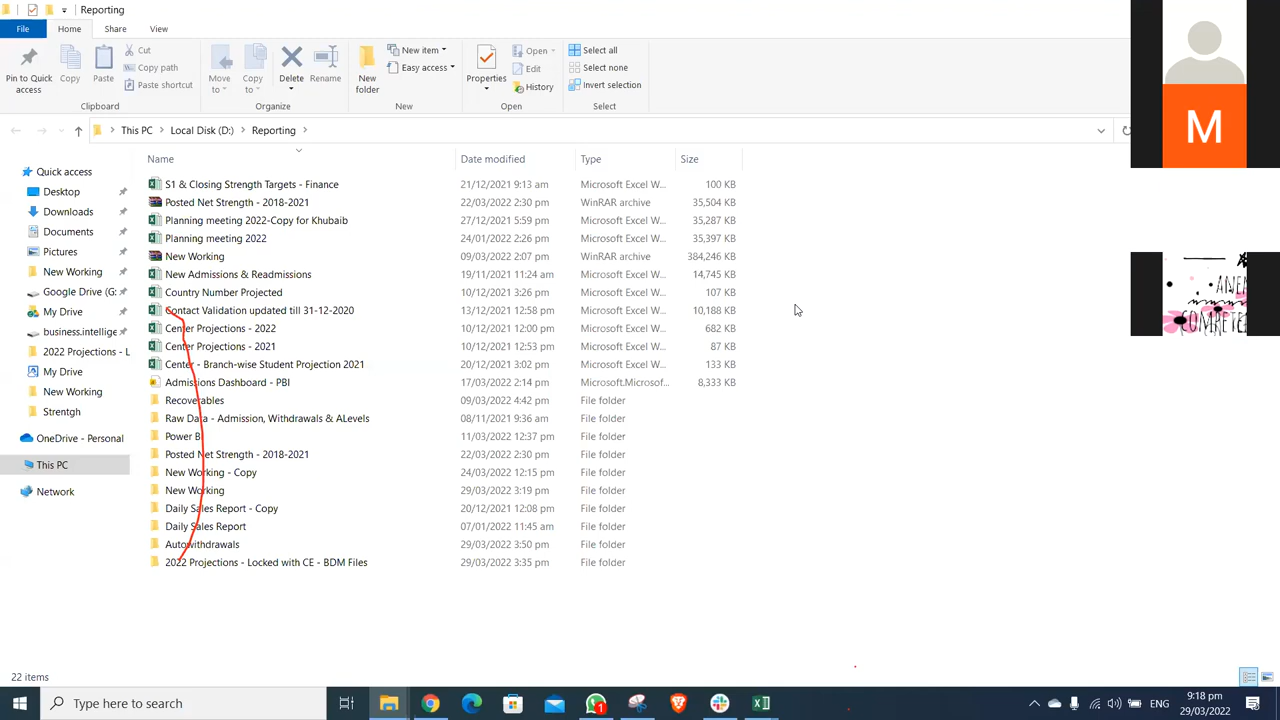 Reporting
File Home Share View
Pin to Quick access
Copy
Paste
Cut
Copy path
Paste shortcut
Clipboard
Move to
Copy to
Delete
Rename
Organize
New folder
New item
Easy access
New
Properties
Open
Edit
History
Open
Select all
Select none
Invert selection
Select
This PC > Local Disk (D:) > Reporting >
Quick access
Desktop
Downloads
Documents
Pictures
New Working
Google Drive (G:
My Drive
business.intellige
2022 Projections - L
My Drive
New Working
Strentgh
OneDrive - Personal
This PC
Network
Name Date modified Type Size
S1 & Closing Strength Targets - Finance 21/12/2021 9:13 am Microsoft Excel W... 100 KB
Posted Net Strength - 2018-2021 22/03/2022 2:30 pm WinRAR archive 35,504 KB
Planning meeting 2022-Copy for Khubaib 27/12/2021 5:59 pm Microsoft Excel W... 35,287 KB
Planning meeting 2022 24/01/2022 2:26 pm Microsoft Excel W... 35,397 KB
New Working 09/03/2022 2:07 pm WinRAR archive 384,246 KB
New Admissions & Readmissions 19/11/2021 11:24 am Microsoft Excel W... 14,745 KB
Country Number Projected 10/12/2021 3:26 pm Microsoft Excel W... 107 KB
Contact Validation updated till 31-12-2020 13/12/2021 12:58 pm Microsoft Excel W... 10,188 KB
Center Projections - 2022 10/12/2021 12:00 pm Microsoft Excel W... 682 KB
Center Projections - 2021 10/12/2021 12:53 pm Microsoft Excel W... 87 KB
Center - Branch-wise Student Projection 2021 20/12/2021 3:02 pm Microsoft Excel W... 133 KB
Admissions Dashboard - PBI 17/03/2022 2:14 pm Microsoft.Microsof... 8,333 KB
Recoverables 09/03/2022 4:42 pm File folder
Raw Data - Admission, Withdrawals & ALevels 08/11/2021 9:36 am File folder
Power BI 11/03/2022 12:37 pm File folder
Posted Net Strength - 2018-2021 22/03/2022 2:30 pm File folder
New Working - Copy 24/03/2022 12:15 pm File folder
New Working 29/03/2022 3:19 pm File folder
Daily Sales Report - Copy 20/12/2021 12:08 pm File folder
Daily Sales Report 07/01/2022 11:45 am File folder
Autowithdrawals 29/03/2022 3:50 pm File folder
2022 Projections - Locked with CE - BDM Files 29/03/2022 3:35 pm File folder
M
COMPETE
22 items
Type here to search
1
ENG
9:18 pm
29/03/2022